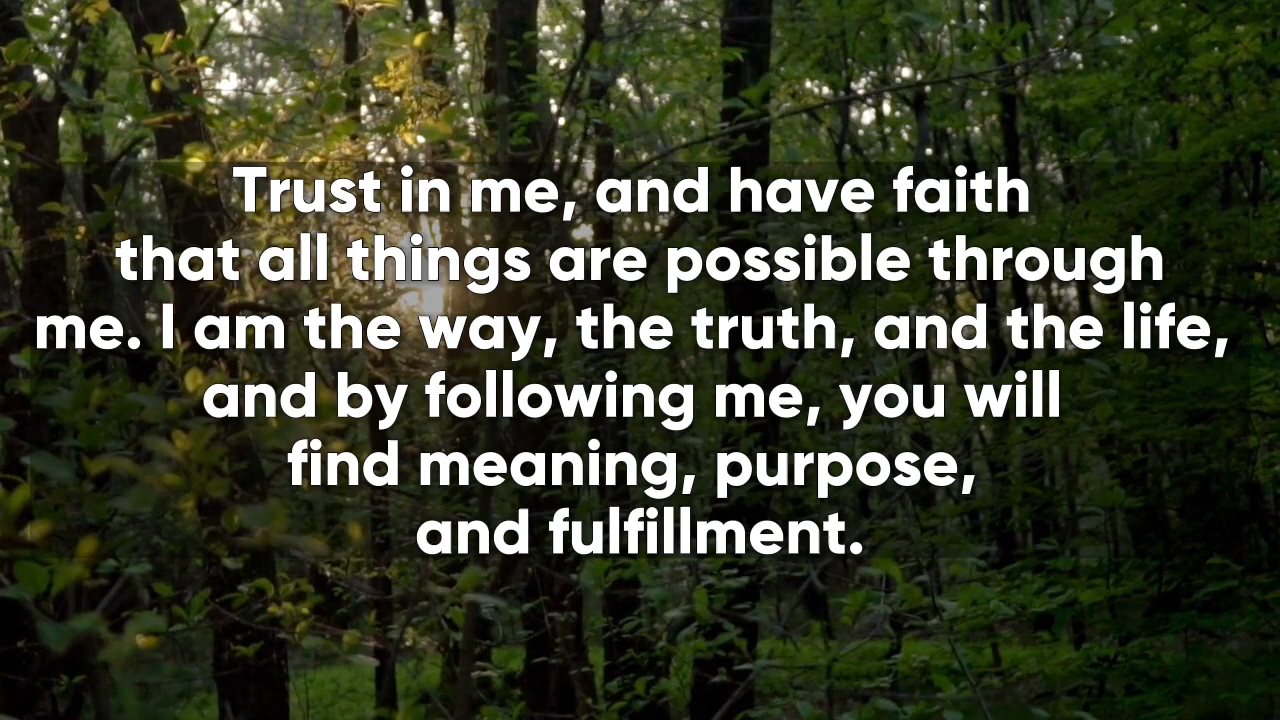 Trust in me, and have faith
that all things are possible through
me. I am the way, the truth, and the life,
and by following me, you will
find meaning, purpose,
and fulfillment.